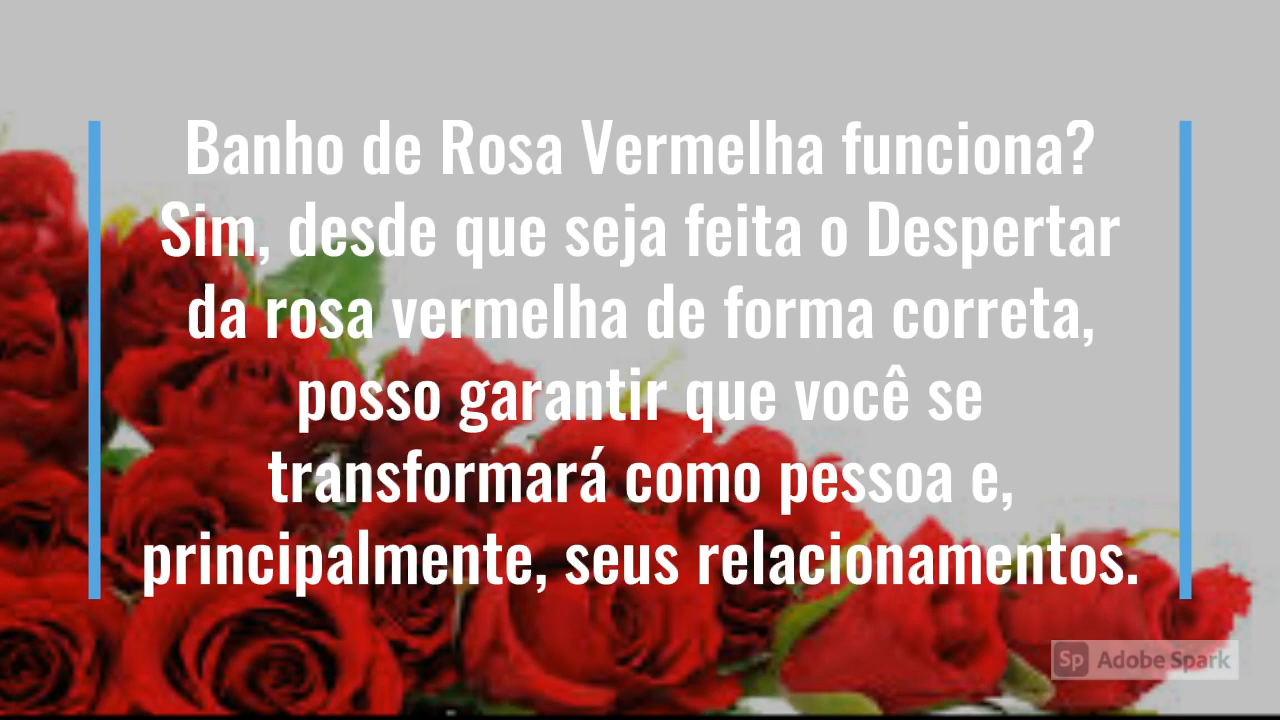 Banho de Rosa Vermelha funciona?
Sim, desde que seja feita o Despertar
da rosa vermelha de forma correta,
posso garantir que você se
transformará como pessoa e,
principalmente, seus relacionamentos.
Sp Adobe Spark